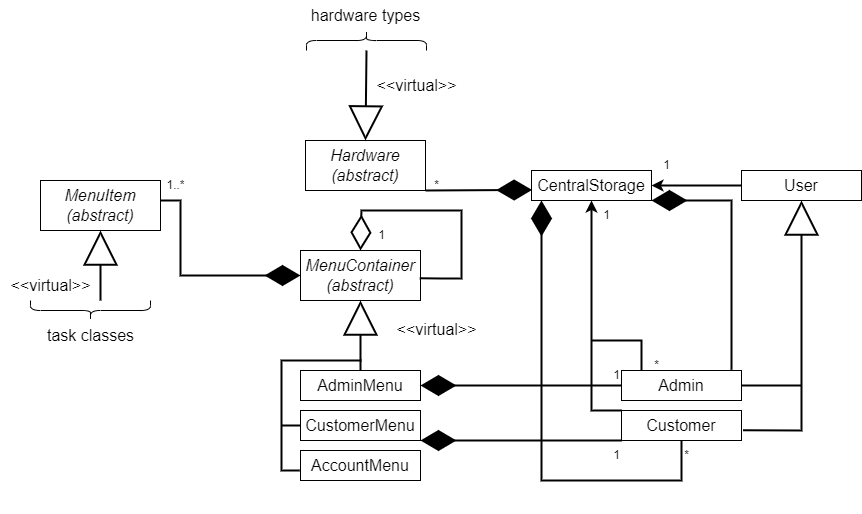 hardware types
<<virtual>>
Hardware
(abstract)
*
CentralStorage
1
User
1
1..*
MenuItem
(abstract)
1
MenuContainer
(abstract)
<<virtual>>
task classes
<<virtual>>
AdminMenu
1
*
Admin
CustomerMenu
Customer
1
*
AccountMenu